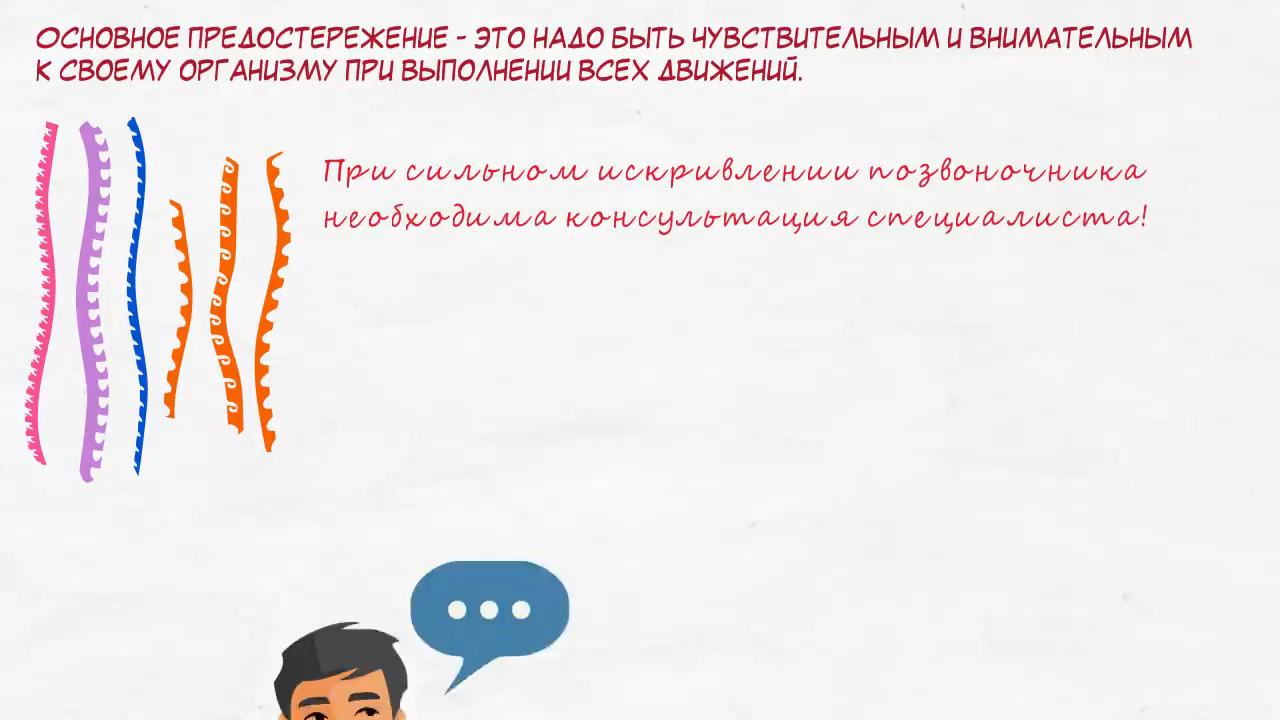 ОСНОВНОЕ ПРЕДОСТЕРЕЖЕНИЕ - ЭТО НАДО БЫТЬ ЧУВСТВИТЕЛЬНЫМ И ВНИМАТЕЛЬНЫМ
К СВОЕМУ ОРГАНИЗМУ ПРИ ВЫПОЛНЕНИИ ВСЕХ ДВИЖЕНИЙ.
При сильном искривлении позвоночника
необходима консультация специалиста!